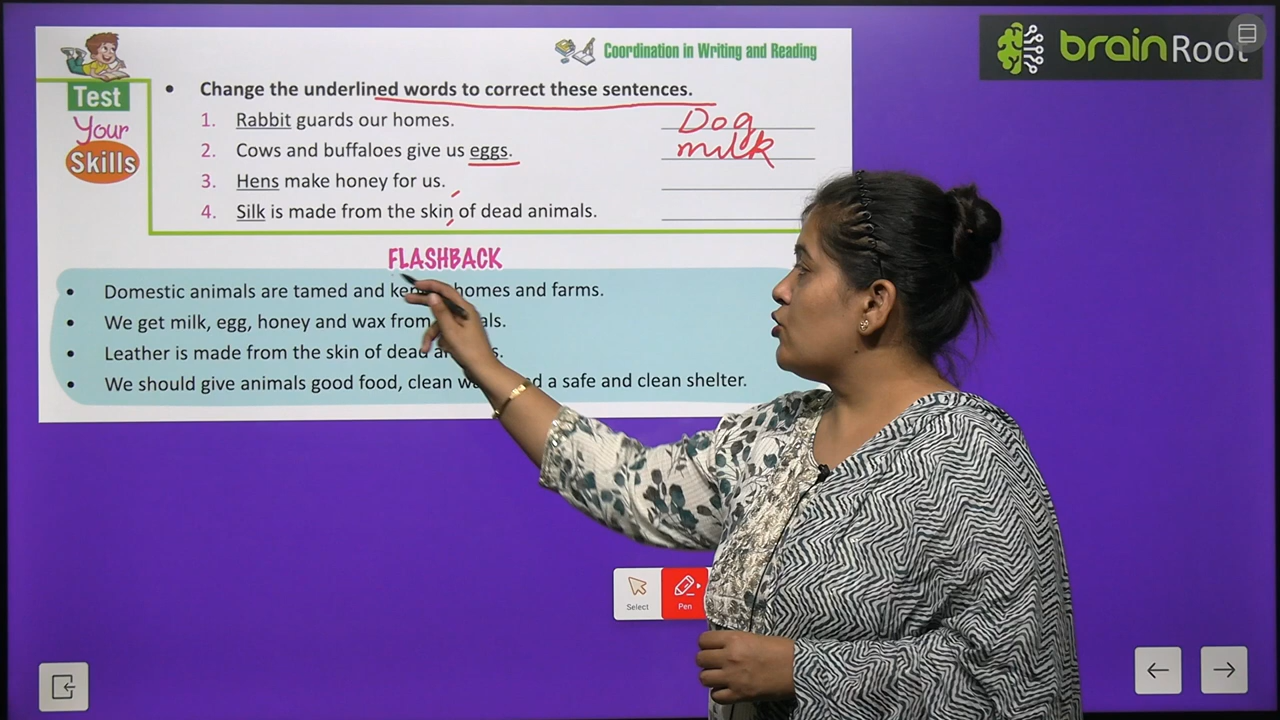 Coordination in Writing and Reading
brainRoot
Test
Your
Skills
• Change the underlined words to correct these sentences.
1. Rabbit guards our homes. Dog
2. Cows and buffaloes give us eggs. milk
3. Hens make honey for us.
4. Silk is made from the skin of dead animals.
FLASHBACK
• Domestic animals are tamed and homes and farms.
• We get milk, egg, honey and wax from
• Leather is made from the skin of dead
• We should give animals good food, clean a safe and clean shelter.
Select
Pen